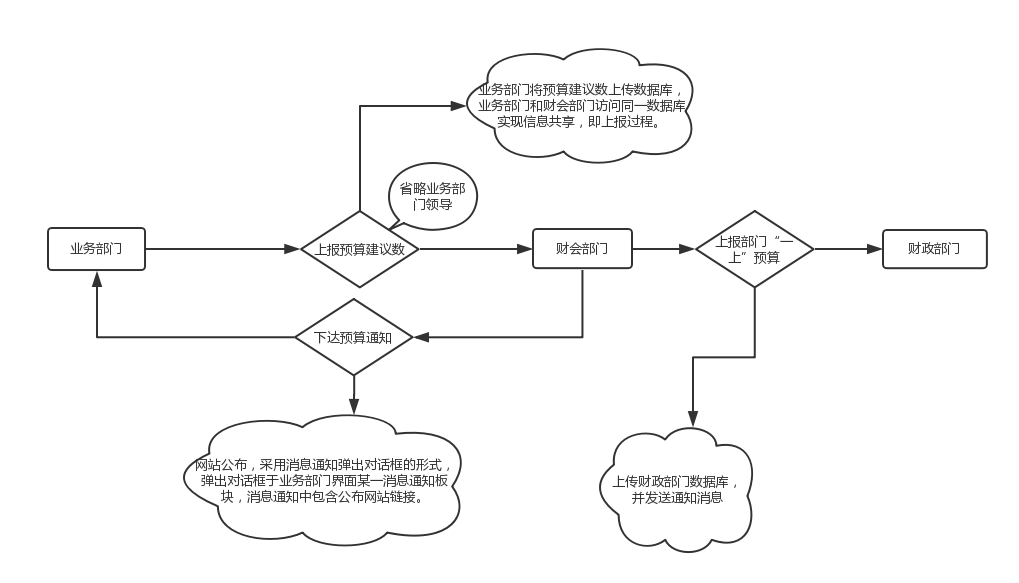 业务部门将预算建议数上传数据库，
业务部门和财会部门访问同一数据库
实现信息共享，即上报过程。
省略业务部
门领导
业务部门
上报预算建议数
财会部门
上报部门“一
上”预算
财政部门
下达预算通知
网站公布，采用消息通知弹出对话框的形式，
弹出对话框于业务部门界面某一消息通知板
块，消息通知中包含公布网站链接。
上传财政部门数据库，
并发送通知消息